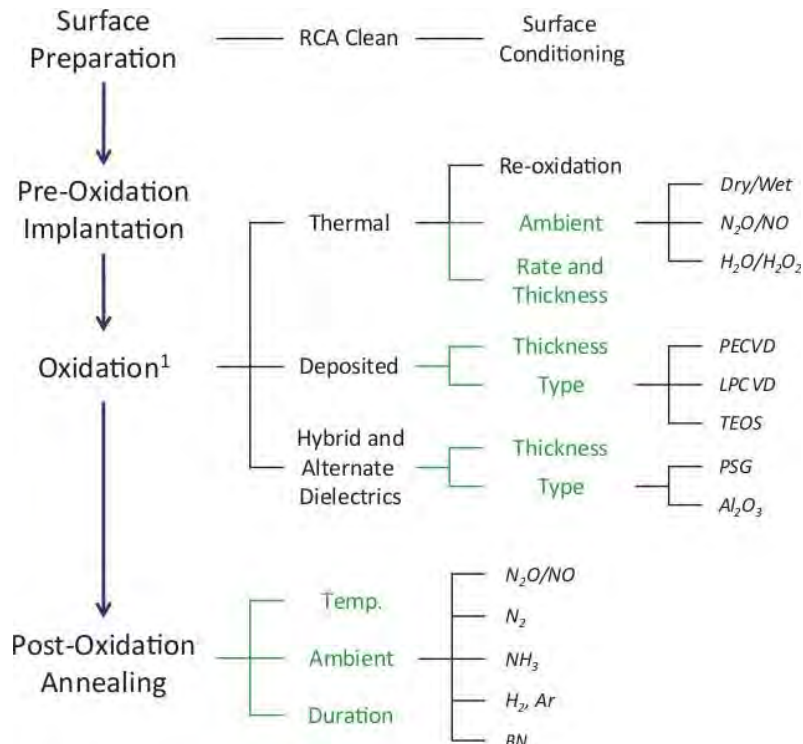 Surface
Preparation
RCA Clean
Surface
Conditioning
Pre-Oxidation
Implantation
Thermal
Re-oxidation
Ambient
Dry/Wet
N₂O/NO
H₂O/H₂O₂
Rate and
Thickness
Oxidation¹
Deposited
Thickness
Type
PECVD
LPCVD
TEOS
Hybrid and
Alternate
Dielectrics
Thickness
Type
PSG
Al₂O₃
Post-Oxidation
Annealing
Temp.
Ambient
Duration
N₂O/NO
N₂
NH₃
H₂, Ar
BN